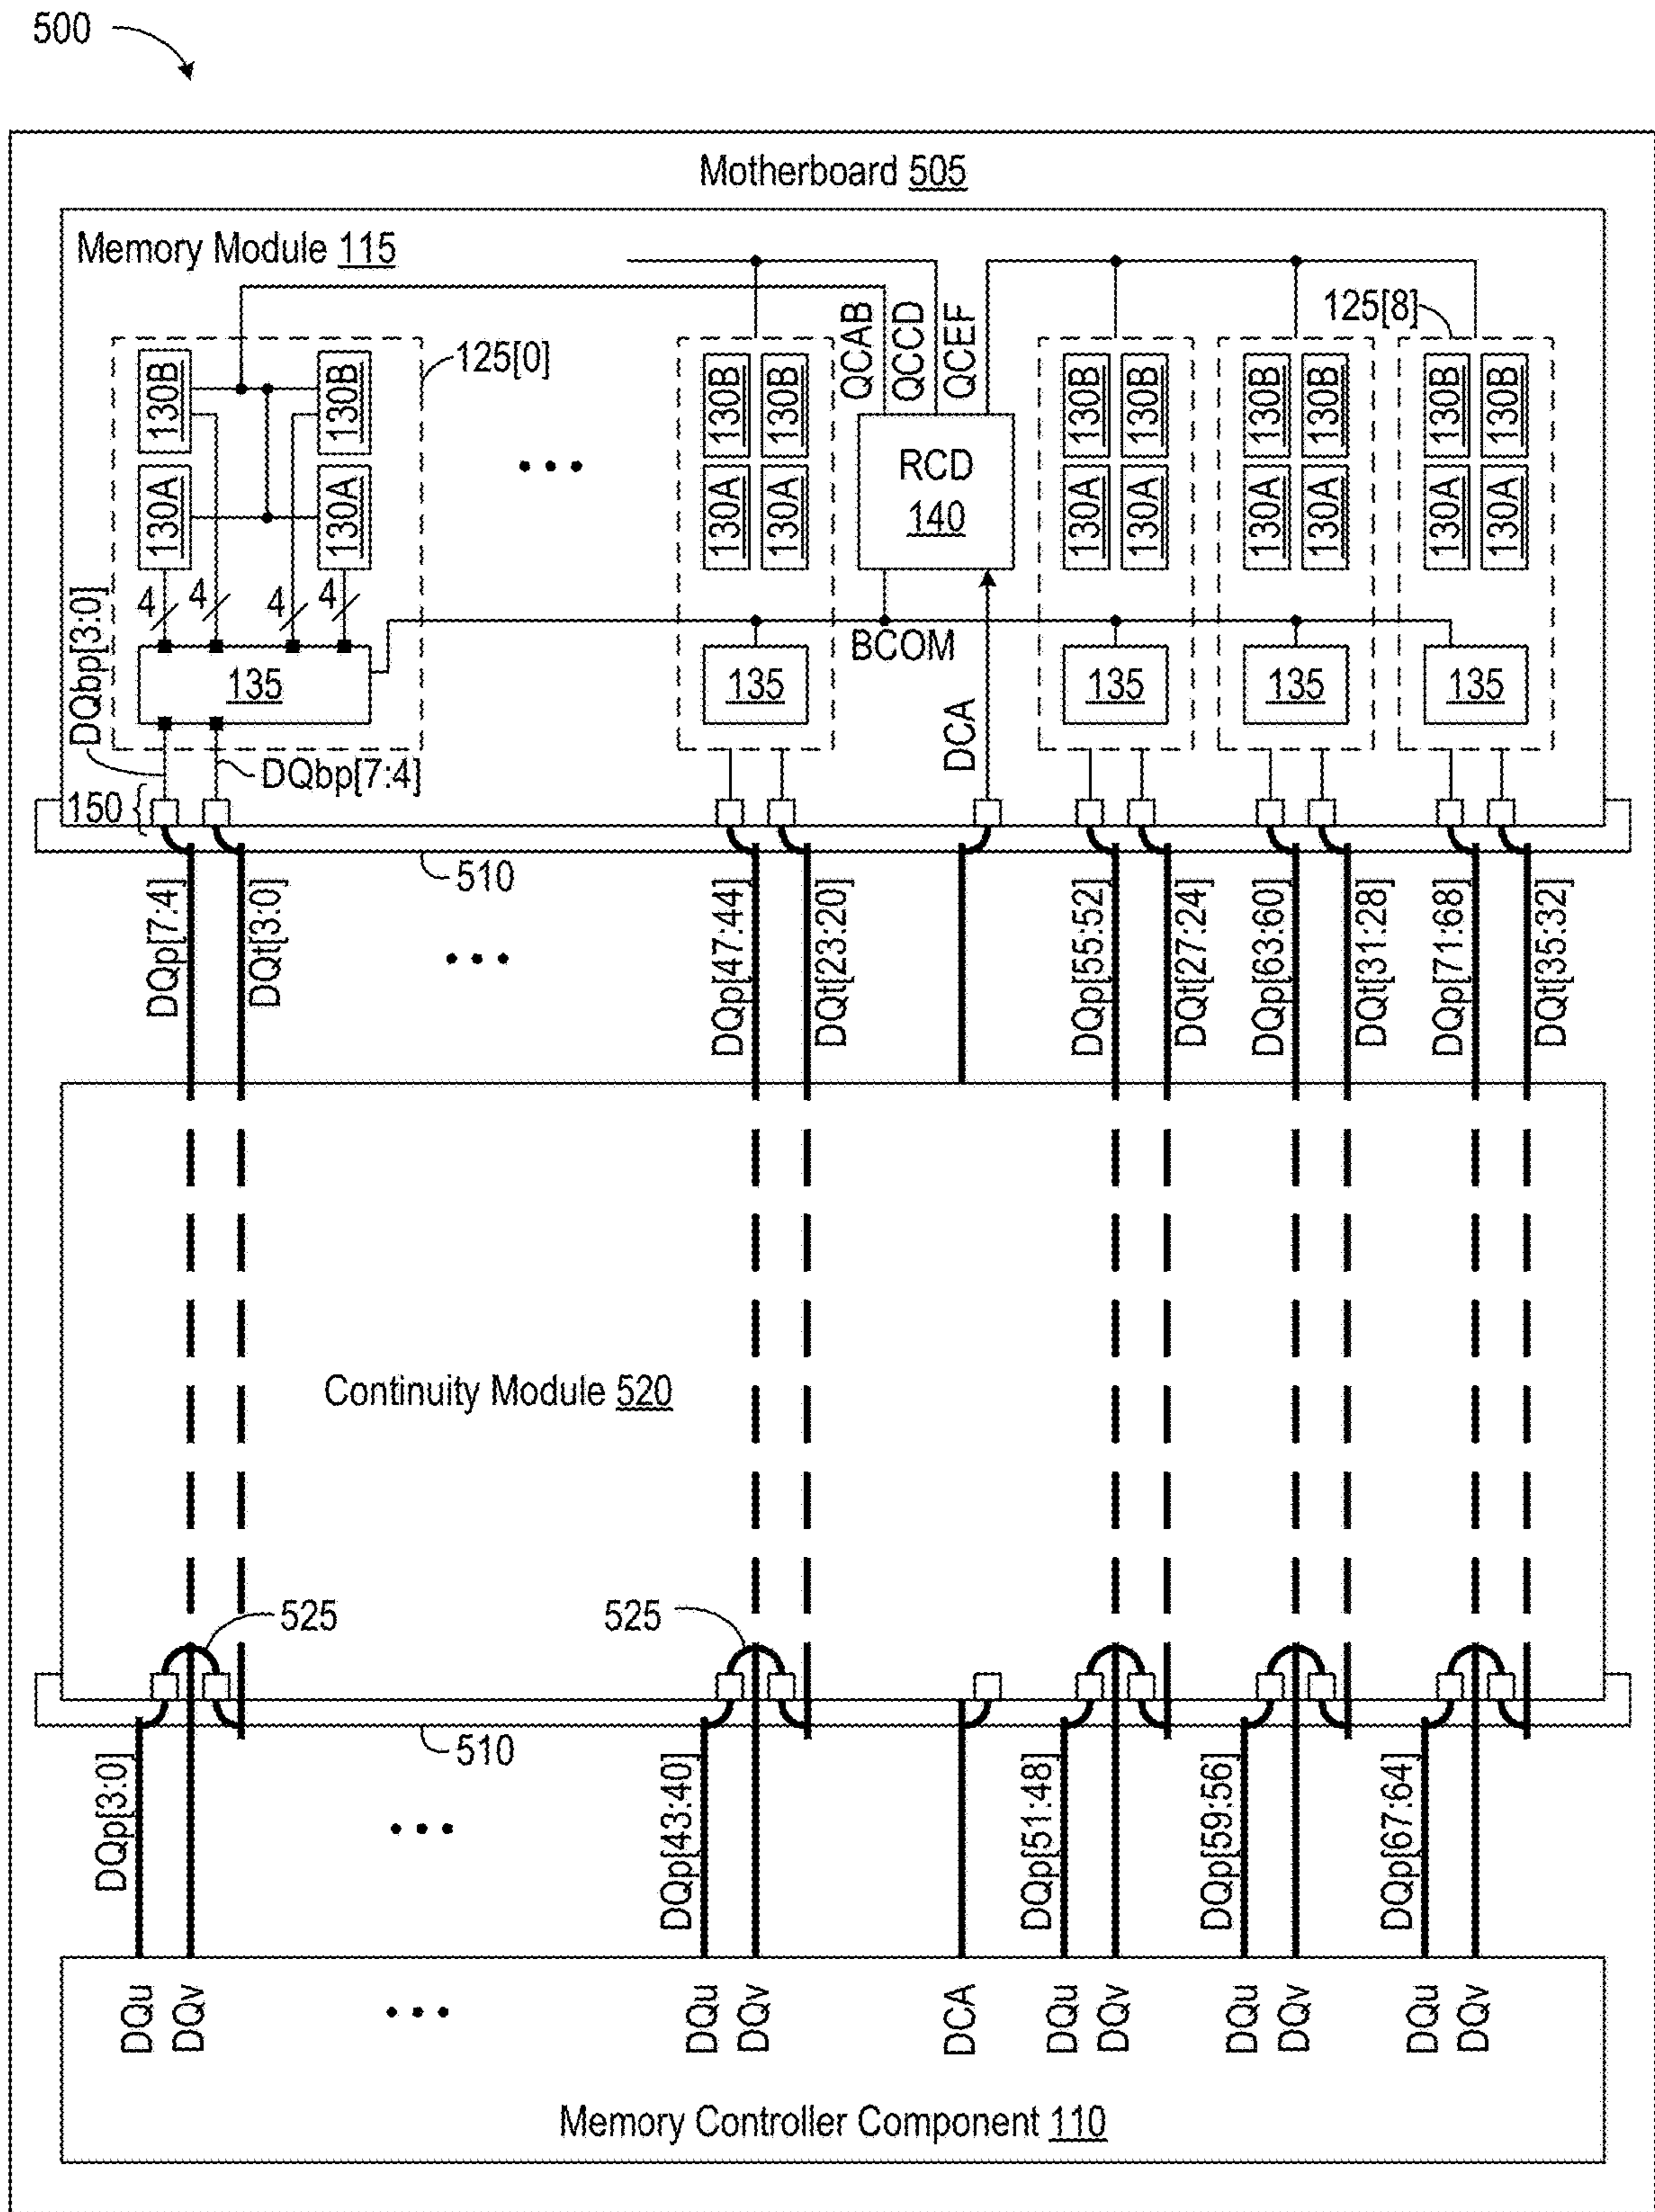 500
Motherboard 505
Memory Module 115
QCAB
QCCD
QCEF
125[8]
125[0]
130B
130B
130B
130B
130B
130B
130B
130B
130B
130B
RCD
140
130A
130A
130A
130A
130A
130A
130A
130A
130A
130A
4
4
4
4
DQbp[3:0]
BCOM
135
135
135
135
135
DCA
DQbp[7:4]
150
510
DQp[7:4]
DQt[3:0]
DQp[47:44]
DQt[23:20]
DQp[55:52]
DQt[27:24]
DQp[63:60]
DQt[31:28]
DQp[71:68]
DQt[35:32]
Continuity Module 520
525
525
510
DQp[3:0]
DQp[43:40]
DQp[51:48]
DQp[59:56]
DQp[67:64]
DQu
DQv
DQu
DQv
DCA
DQu
DQv
DQu
DQv
DQu
DQv
Memory Controller Component 110